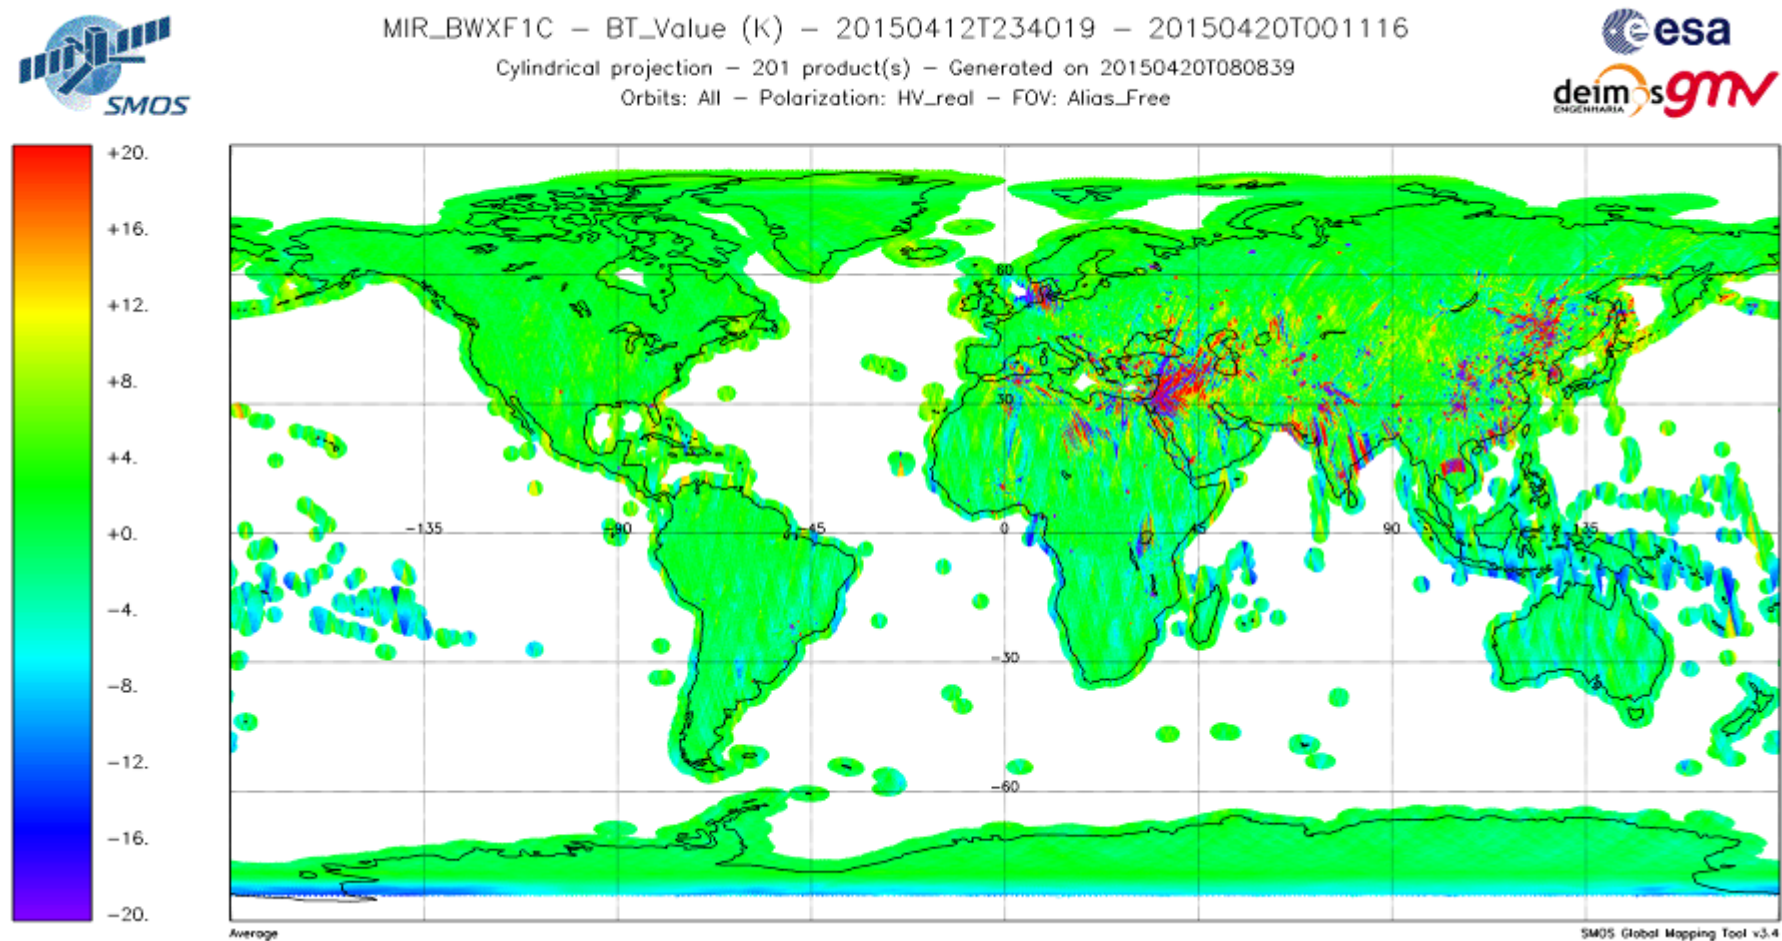 MIR_BWXF1C – BT_Value (K) – 20150412T234019 – 20150420T001116
Cylindrical projection – 201 product(s) – Generated on 20150420T080839
Orbits: All – Polarization: HV_real – FOV: Alias_Free
SMOS
esa
deimos
ENGENHARIA
gmv
+20.
+16.
+12.
+8.
+4.
+0.
−4.
−8.
−12.
−16.
−20.
60
30
−135
−90
−45
0
45
90
135
−30
−60
Average
SMOS Global Mapping Tool v3.4